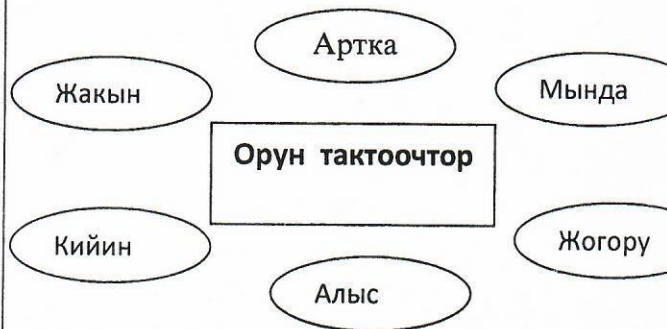 Артка
Жакын
Мында
Орун тактоочтор
Кийин
Жогору
Алыс